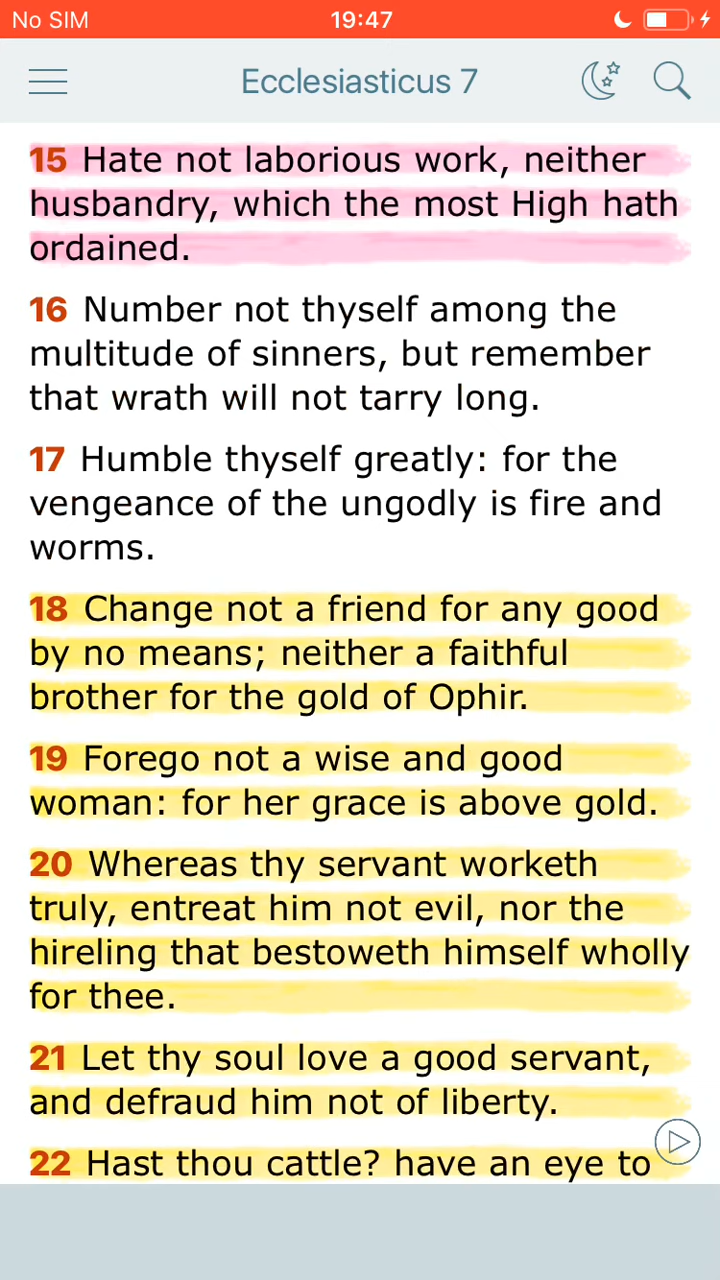 No SIM 19:47
Ecclesiasticus 7
15 Hate not laborious work, neither
husbandry, which the most High hath
ordained.
16 Number not thyself among the
multitude of sinners, but remember
that wrath will not tarry long.
17 Humble thyself greatly: for the
vengeance of the ungodly is fire and
worms.
18 Change not a friend for any good
by no means; neither a faithful
brother for the gold of Ophir.
19 Forego not a wise and good
woman: for her grace is above gold.
20 Whereas thy servant worketh
truly, entreat him not evil, nor the
hireling that bestoweth himself wholly
for thee.
21 Let thy soul love a good servant,
and defraud him not of liberty.
22 Hast thou cattle? have an eye to